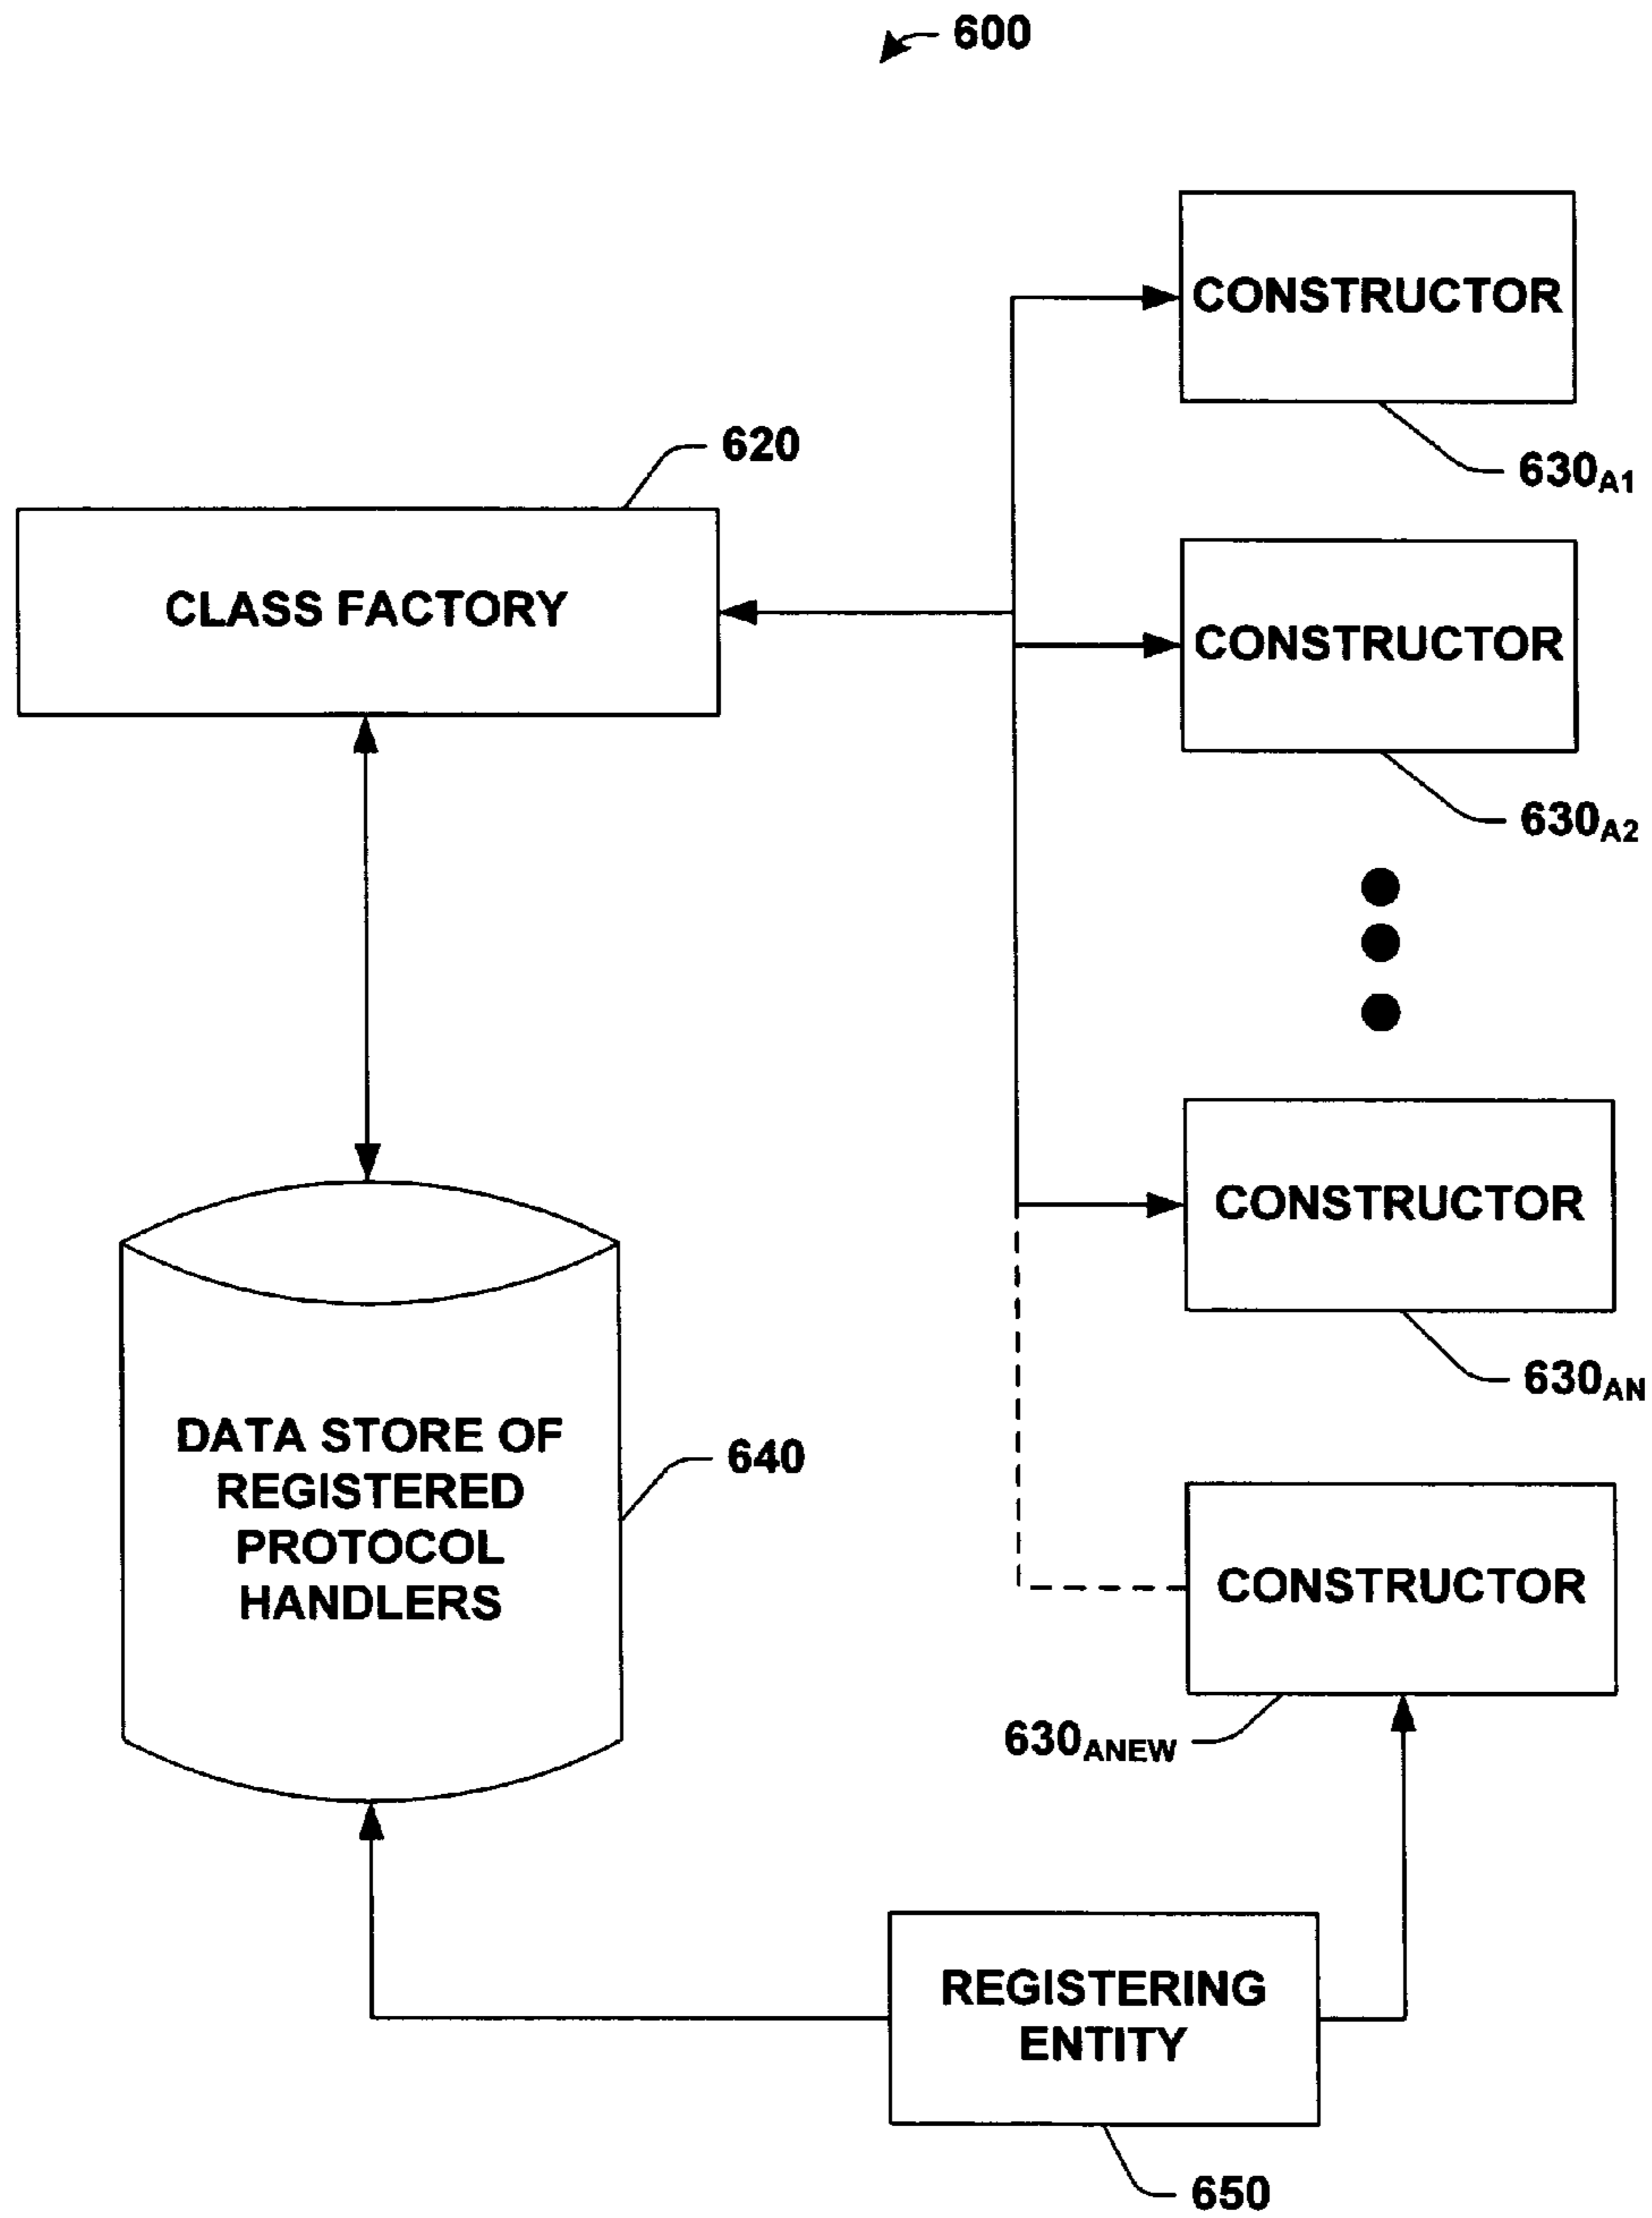 600
CONSTRUCTOR
630A1
620
CLASS FACTORY
CONSTRUCTOR
630A2
CONSTRUCTOR
630AN
DATA STORE OF
REGISTERED
PROTOCOL
HANDLERS
640
CONSTRUCTOR
630ANEW
REGISTERING
ENTITY
650